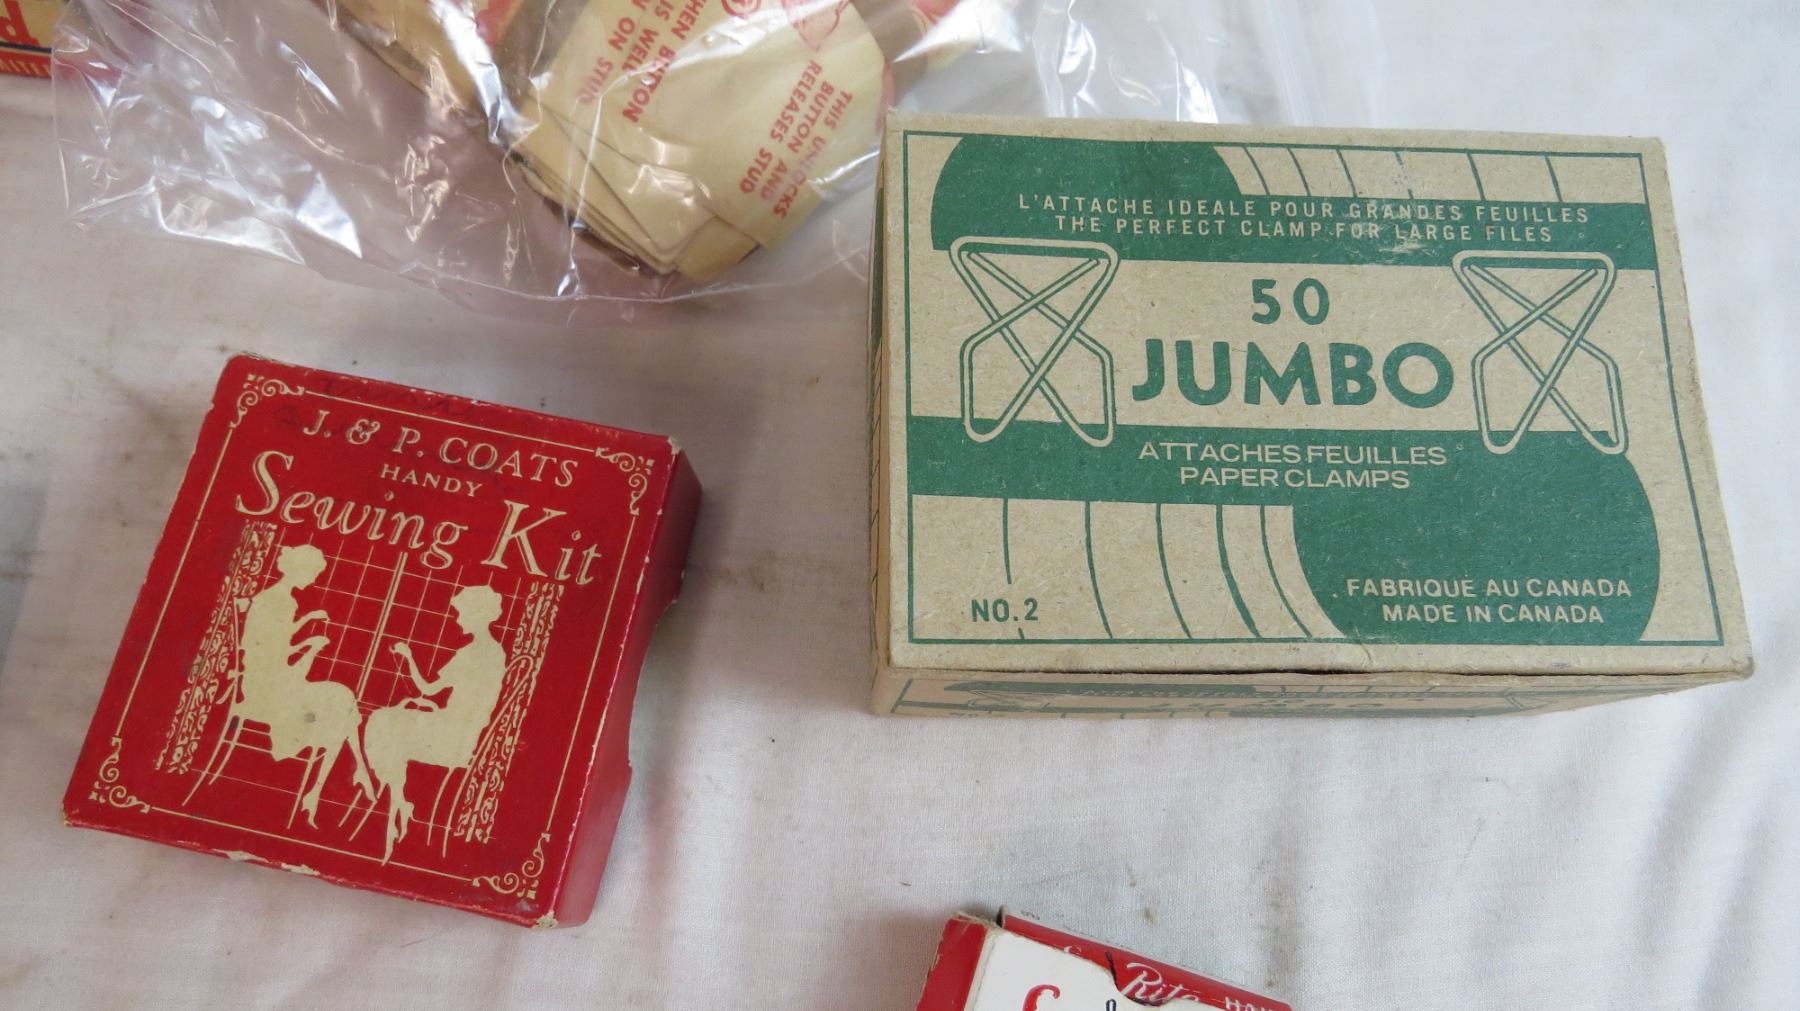 WHEN BUTTON
IS WELL
ON STUD
THIS UNLOCKS
BUTTON AND
RELEASES STUD
L'ATTACHE IDEALE POUR GRANDES FEUILLES
THE PERFECT CLAMP FOR LARGE FILES
50
JUMBO
ATTACHES FEUILLES
PAPER CLAMPS
NO. 2
FABRIQUE AU CANADA
MADE IN CANADA
J. & P. COATS
HANDY
Sewing Kit
Rite